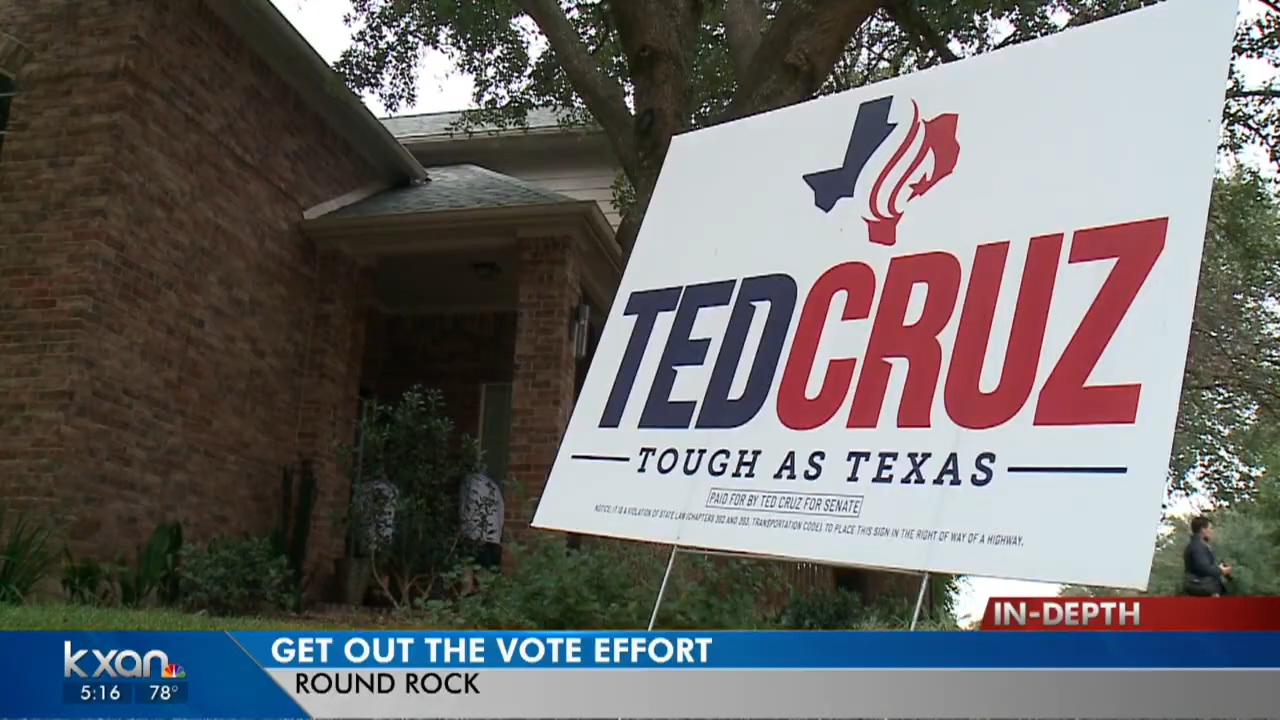 TED CRUZ
TOUGH AS TEXAS
PAID FOR BY TED CRUZ FOR SENATE
NOTICE: IT IS A VIOLATION OF STATE LAW (CHAPTERS 392 AND 393, TRANSPORTATION CODE), TO PLACE THIS SIGN IN THE RIGHT OF WAY OF A HIGHWAY.
IN-DEPTH
kxan
GET OUT THE VOTE EFFORT
5:16 78°
ROUND ROCK